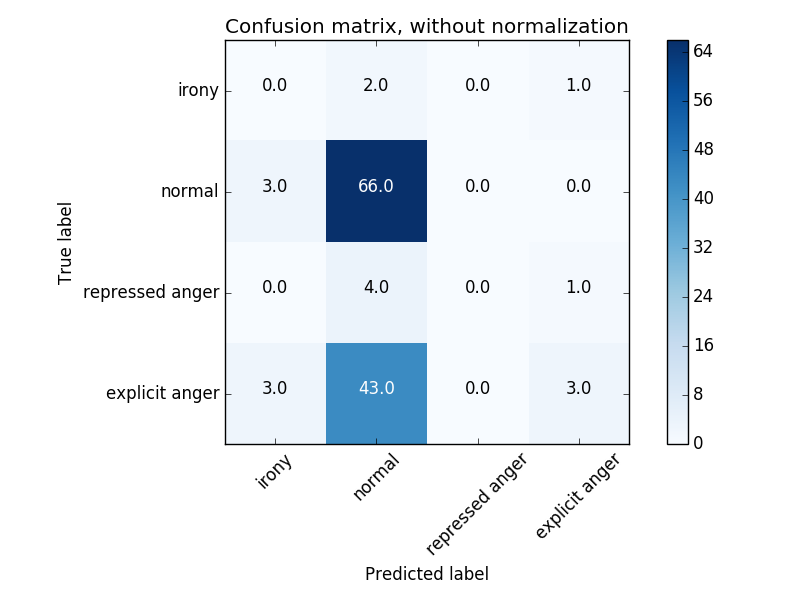 Confusion matrix, without normalization
True label
irony
0.0 2.0 0.0 1.0
normal
3.0 66.0 0.0 0.0
repressed anger
0.0 4.0 0.0 1.0
explicit anger
3.0 43.0 0.0 3.0
irony
normal
repressed anger
explicit anger
Predicted label
64
56
48
40
32
24
16
8
0